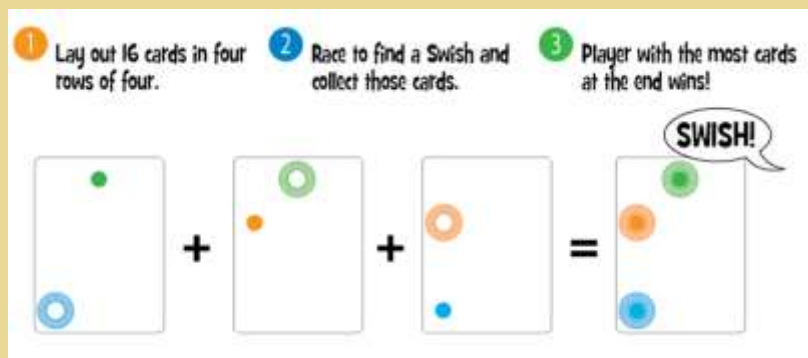 1 Lay out 16 cards in four
rows of four.
2 Race to find a Swish and
collect those cards.
3 Player with the most cards
at the end wins!
SWISH!
+ + =